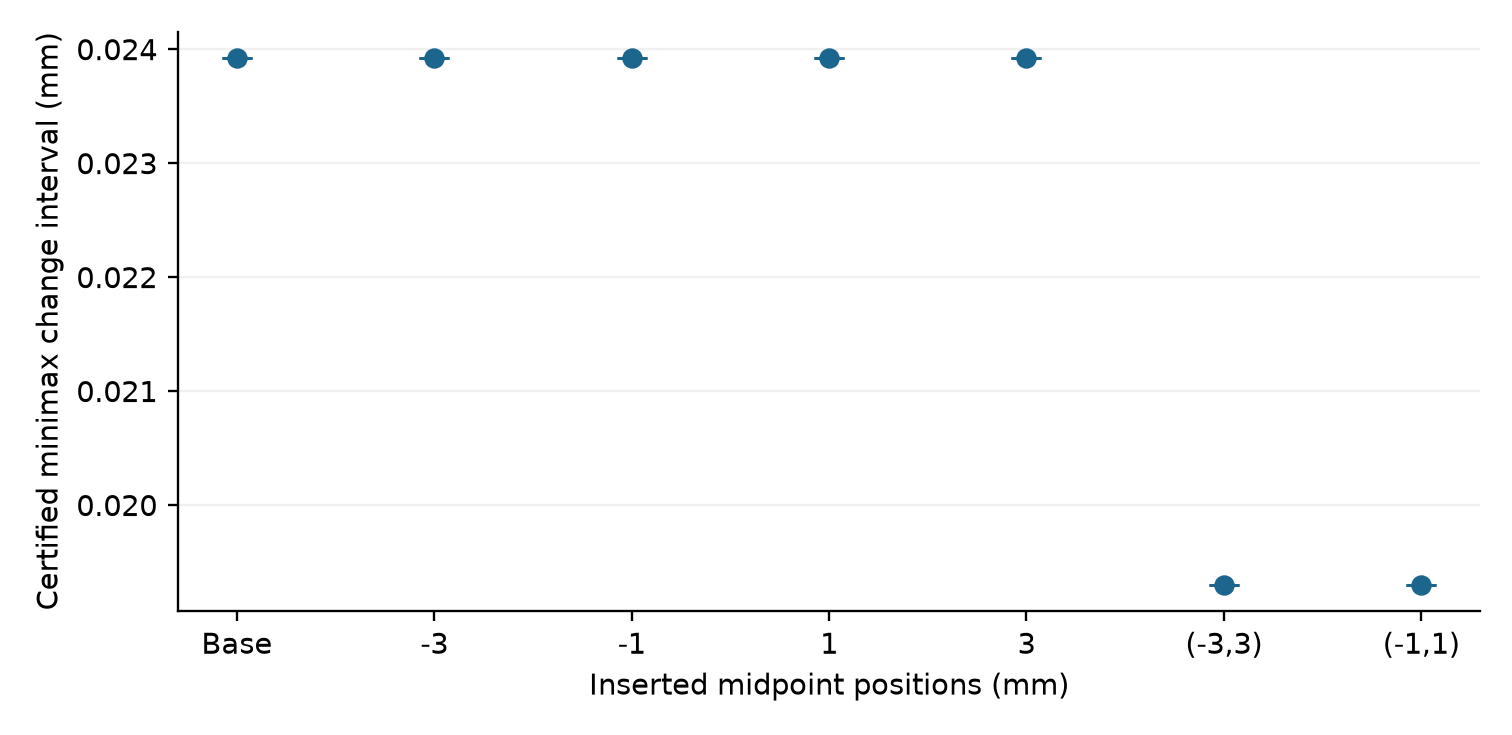 Certified minimax change interval (mm)
0.024
0.023
0.022
0.021
0.020
Base -3 -1 1 3 (-3,3) (-1,1)
Inserted midpoint positions (mm)